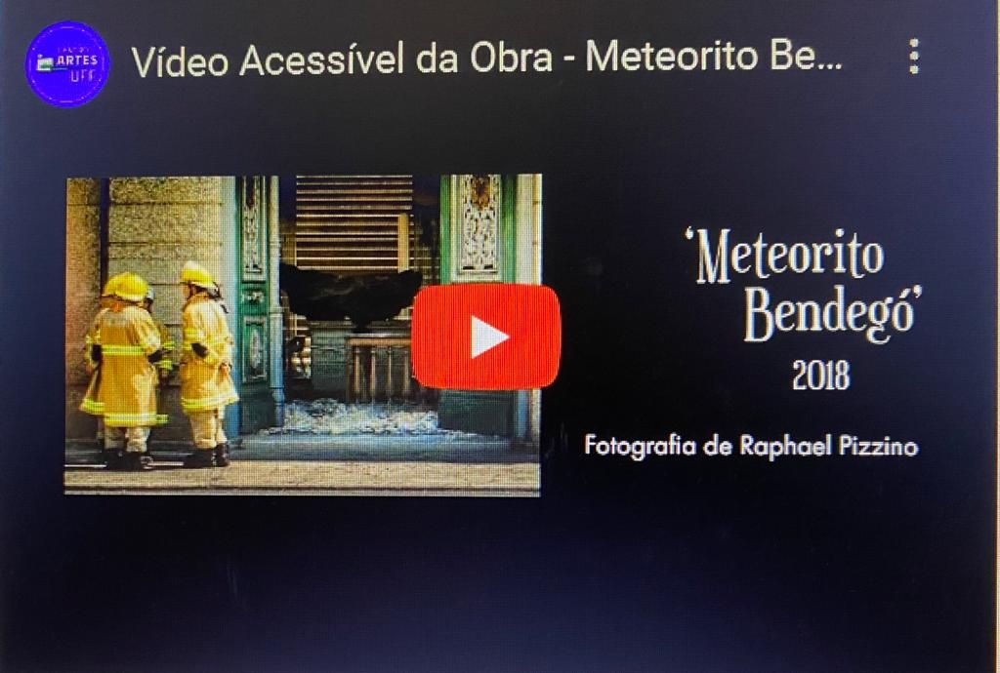 ARTES
UFF
Vídeo Acessível da Obra - Meteorito Be...
'Meteorito
Bendegó'
2018
Fotografia de Raphael Pizzino